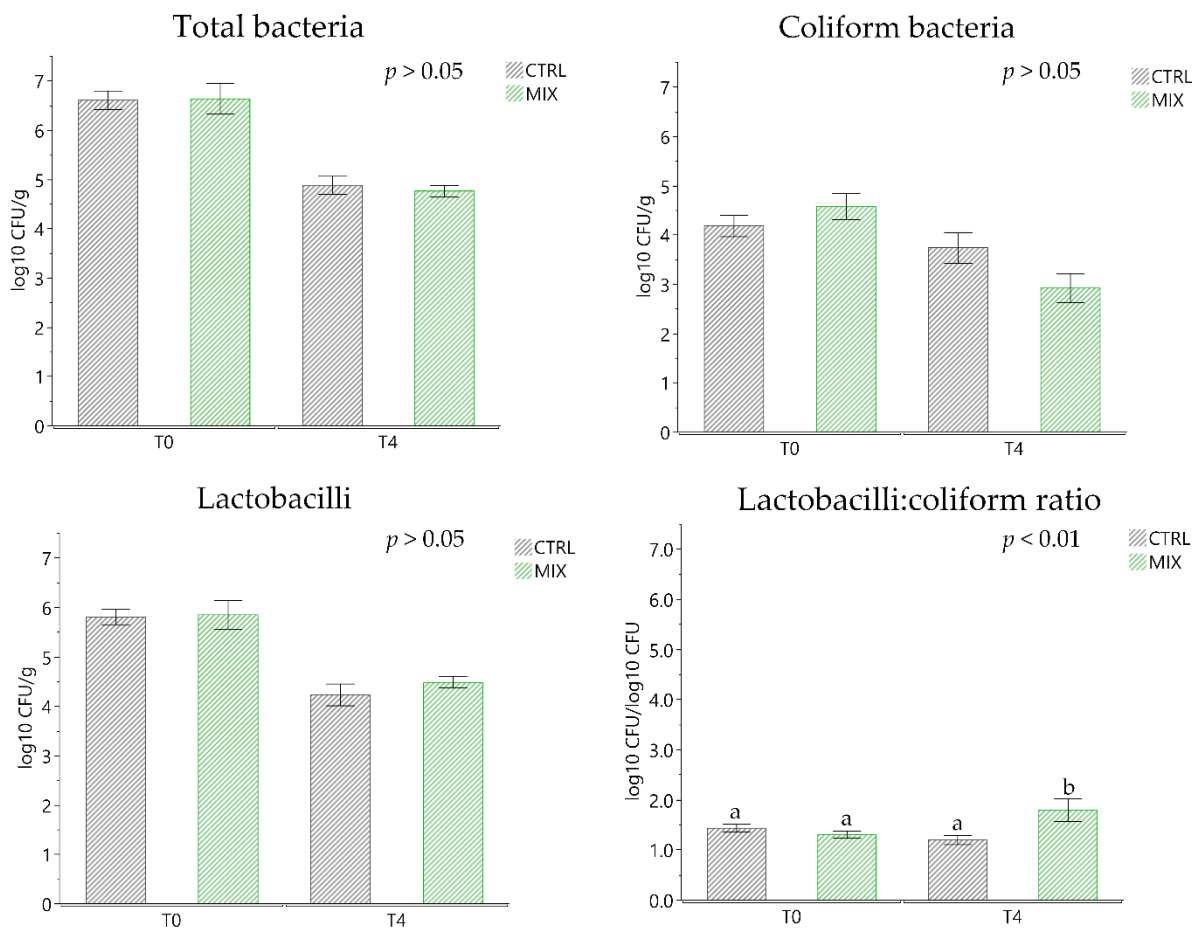 Total bacteria
p > 0.05
CTRL
MIX
log10 CFU/g
7
6
5
4
3
2
1
0
T0
T4
Coliform bacteria
p > 0.05
CTRL
MIX
log10 CFU/g
7
6
5
4
3
2
1
0
T0
T4
Lactobacilli
p > 0.05
CTRL
MIX
log10 CFU/g
7
6
5
4
3
2
1
0
T0
T4
Lactobacilli:coliform ratio
p < 0.01
CTRL
MIX
log10 CFU/log10 CFU
7.0
6.0
5.0
4.0
3.0
2.0
1.0
0.0
a
a
a
b
T0
T4